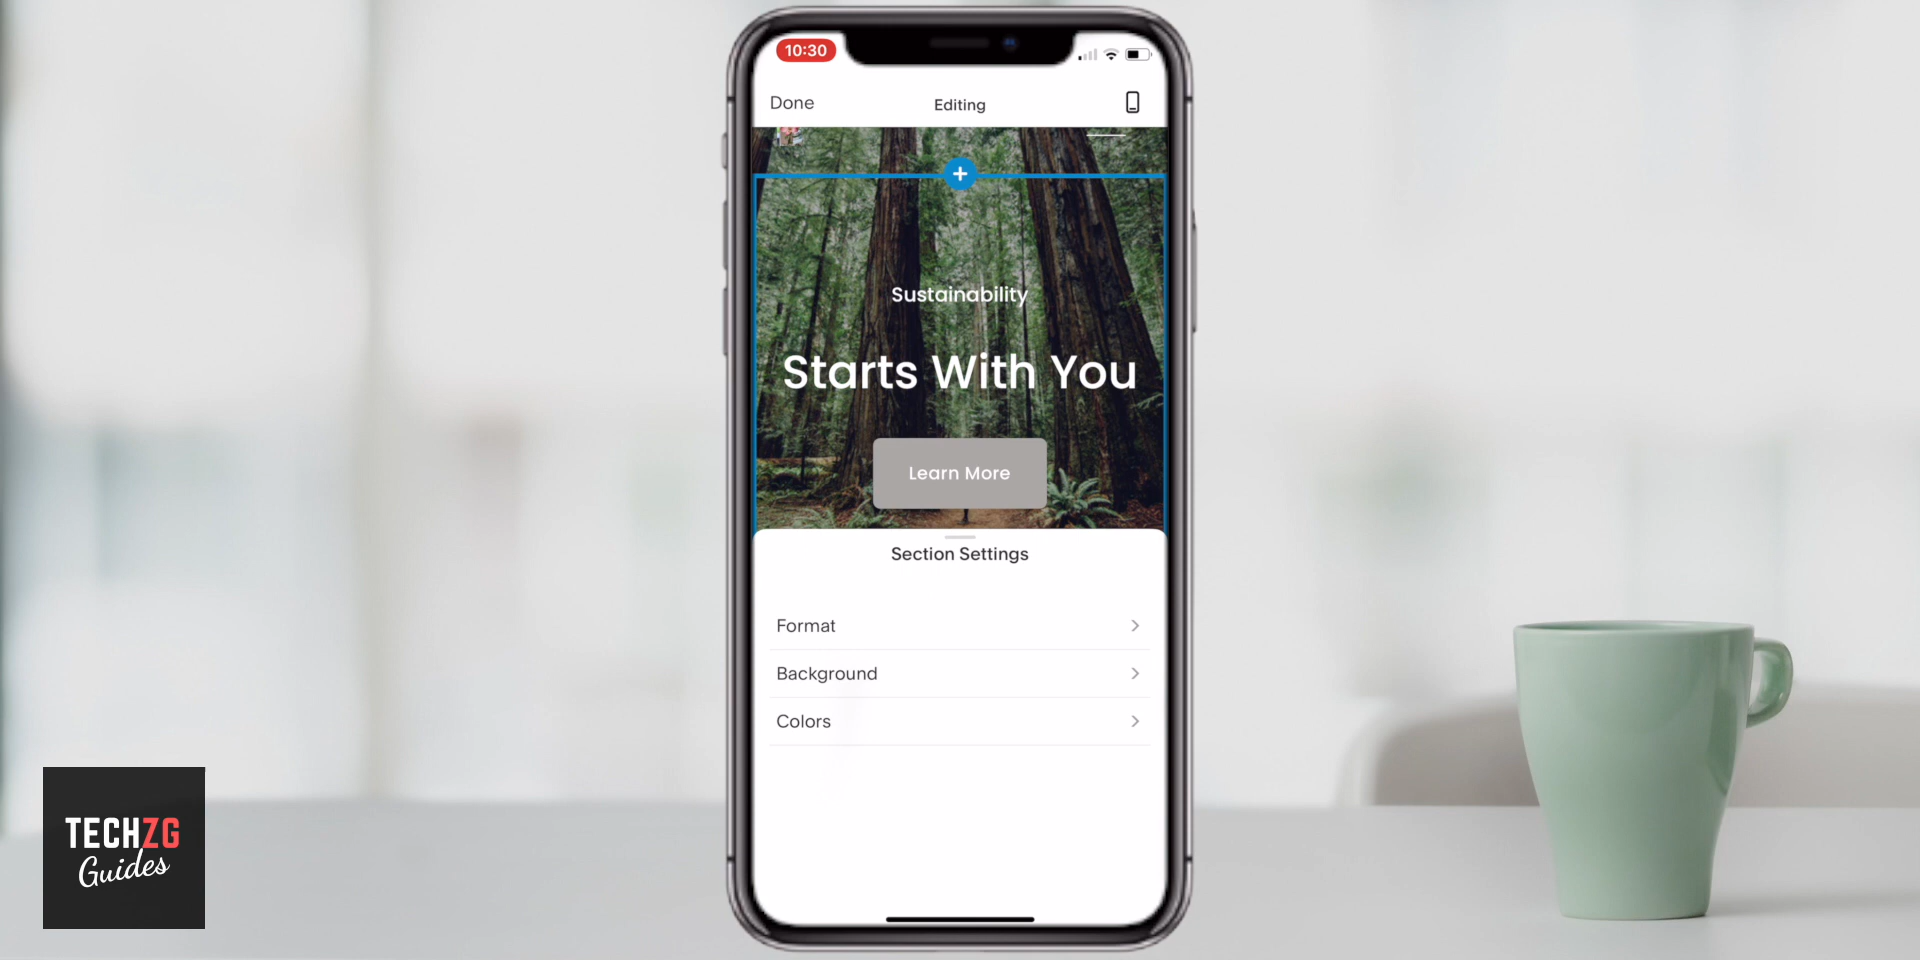 10:30
Done
Editing
Sustainability
Starts With You
Learn More
Section Settings
Format
Background
Colors
TECHZG
Guides